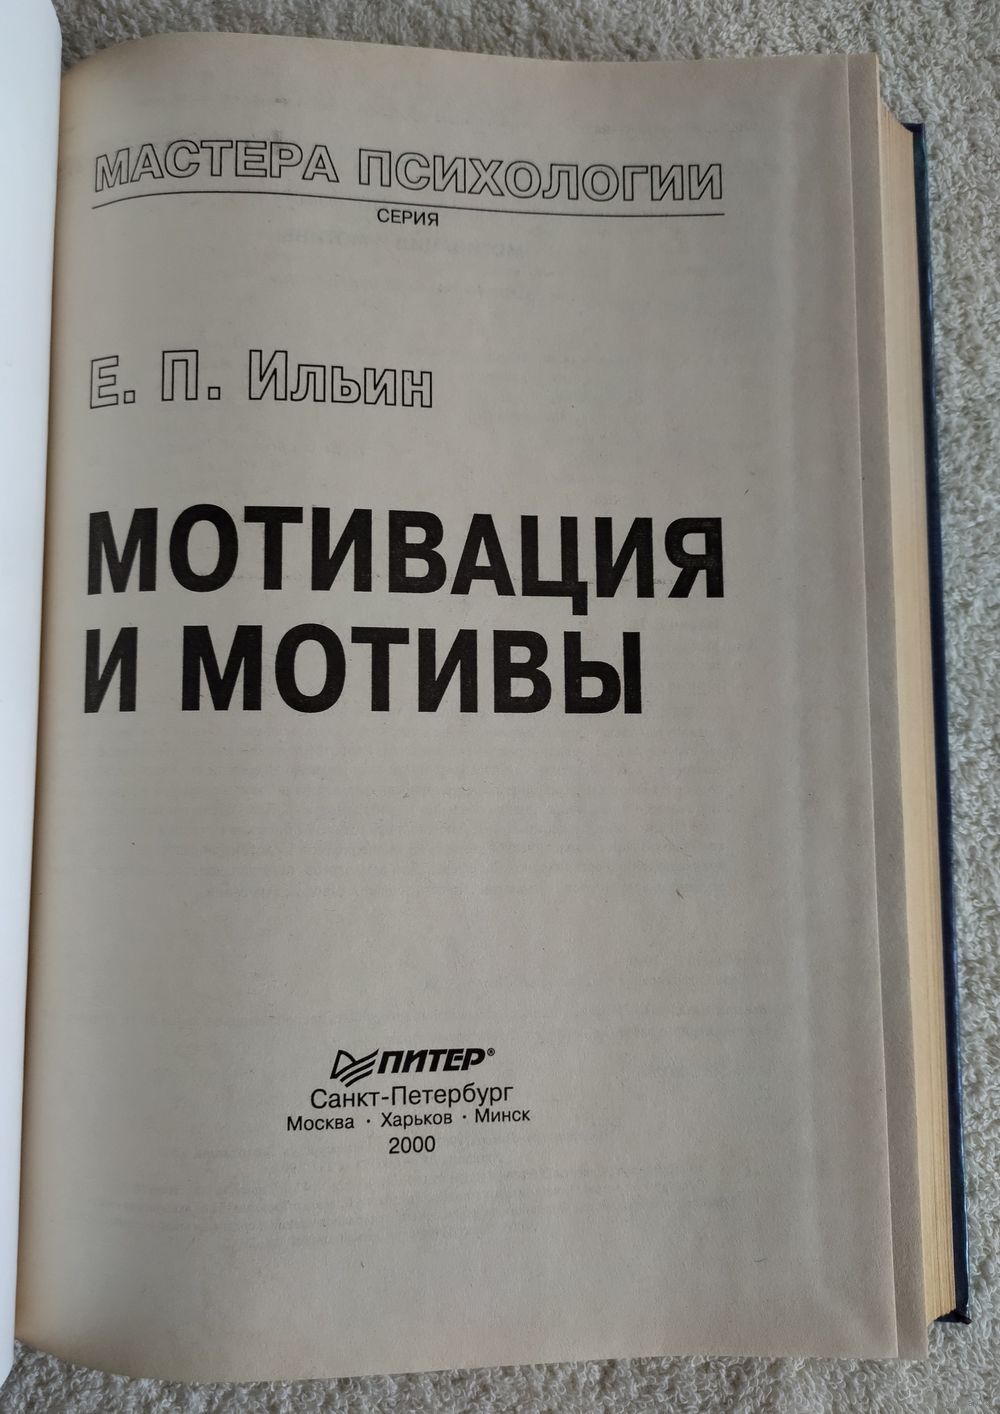 МАСТЕРА ПСИХОЛОГИИ
СЕРИЯ
Е. П. Ильин
МОТИВАЦИЯ
И МОТИВЫ
ПИТЕР®
Санкт-Петербург
Москва · Харьков · Минск
2000